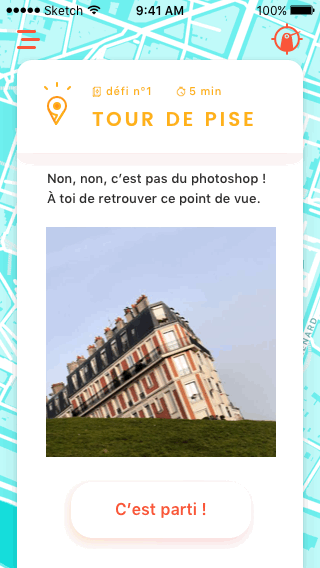 Sketch 9:41 AM 100%
défi n°1 5 min
TOUR DE PISE
Non, non, c’est pas du photoshop !
À toi de retrouver ce point de vue.
C’est parti !